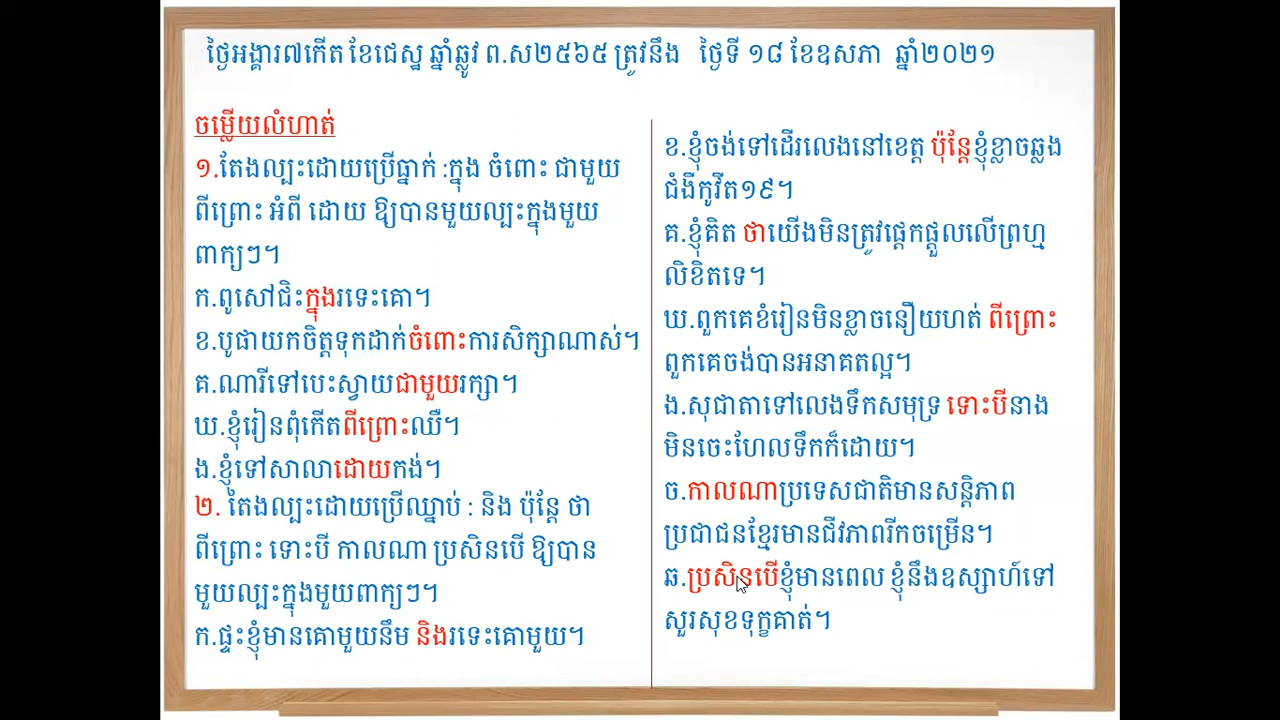 ថ្ងៃអង្គារ៧កើត ខែជេស្ឋ ឆ្នាំឆ្លូវ ព.ស២៥៦៥ ត្រូវនឹង ថ្ងៃទី ១៨ ខែឧសភា ឆ្នាំ២០២១
ចម្លើយលំហាត់
១.តែងល្បះដោយប្រើធ្នាក់ :ក្នុង ចំពោះ ជាមួយ
ពីព្រោះ អំពី ដោយ ឱ្យបានមួយល្បះក្នុងមួយ
ពាក្យៗ។
ក.ពូសៅជិះក្នុងរទេះគោ។
ខ.បូផាយកចិត្តទុកដាក់ចំពោះការសិក្សាណាស់។
គ.ណារីទៅបេះស្វាយជាមួយរក្សា។
ឃ.ខ្ញុំរៀនពុំកើតពីព្រោះឈឺ។
ង.ខ្ញុំទៅសាលាដោយកង់។
២. តែងល្បះដោយប្រើឈ្នាប់ : និង ប៉ុន្តែ ថា
ពីព្រោះ ទោះបី កាលណា ប្រសិនបើ ឱ្យបាន
មួយល្បះក្នុងមួយពាក្យៗ។
ក.ផ្ទះខ្ញុំមានគោមួយនឹម និងរទេះគោមួយ។
ខ.ខ្ញុំចង់ទៅដើរលេងនៅខេត្ត ប៉ុន្តែខ្ញុំខ្លាចឆ្លង
ជំងឺកូវីត១៩។
គ.ខ្ញុំគិត ថាយើងមិនត្រូវផ្តេកផ្តួលលើព្រហ្ម
លិខិតទេ។
ឃ.ពួកគេខំរៀនមិនខ្លាចនឿយហត់ ពីព្រោះ
ពួកគេចង់បានអនាគតល្អ។
ង.សុជាតាទៅលេងទឹកសមុទ្រ ទោះបីនាង
មិនចេះហែលទឹកក៏ដោយ។
ច.កាលណាប្រទេសជាតិមានសន្តិភាព
ប្រជាជនខ្មែរមានជីវភាពរីកចម្រើន។
ឆ.ប្រសិនបើខ្ញុំមានពេល ខ្ញុំនឹងឧស្សាហ៍ទៅ
សួរសុខទុក្ខគាត់។